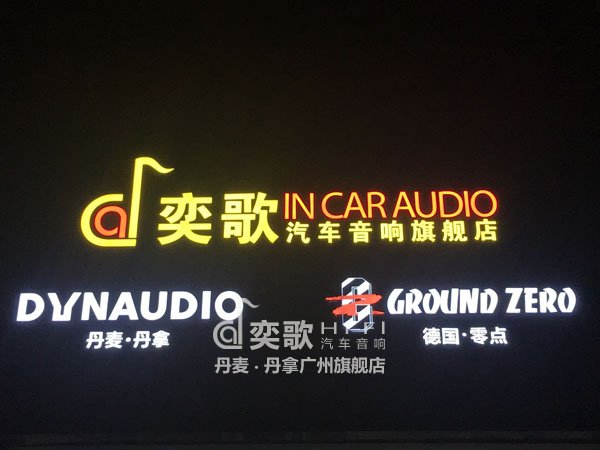 奕歌 IN CAR AUDIO
汽车音响旗舰店
DYNAUDIO
丹麦·丹拿
GROUND ZERO
德国·零点
奕歌 HIFI
汽车音响
丹麦·丹拿广州旗舰店